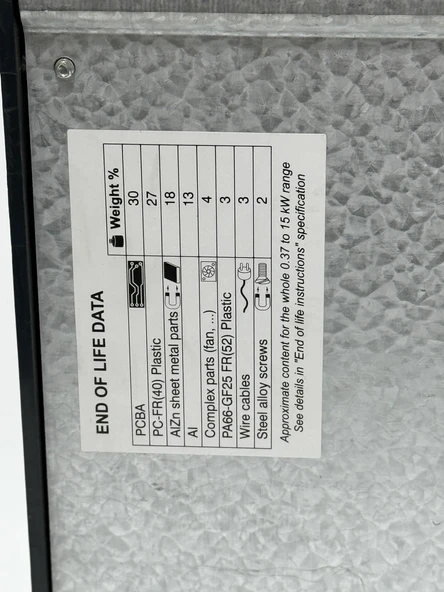 END OF LIFE DATA
Weight %
PCBA 30
PC-FR(40) Plastic 27
AlZn sheet metal parts 18
Al 13
Complex parts (fan, ...) 4
PA66-GF25 FR(52) Plastic 3
Wire cables 3
Steel alloy screws 2
Approximate content for the whole 0.37 to 15 kW range
See details in "End of life instructions" specification